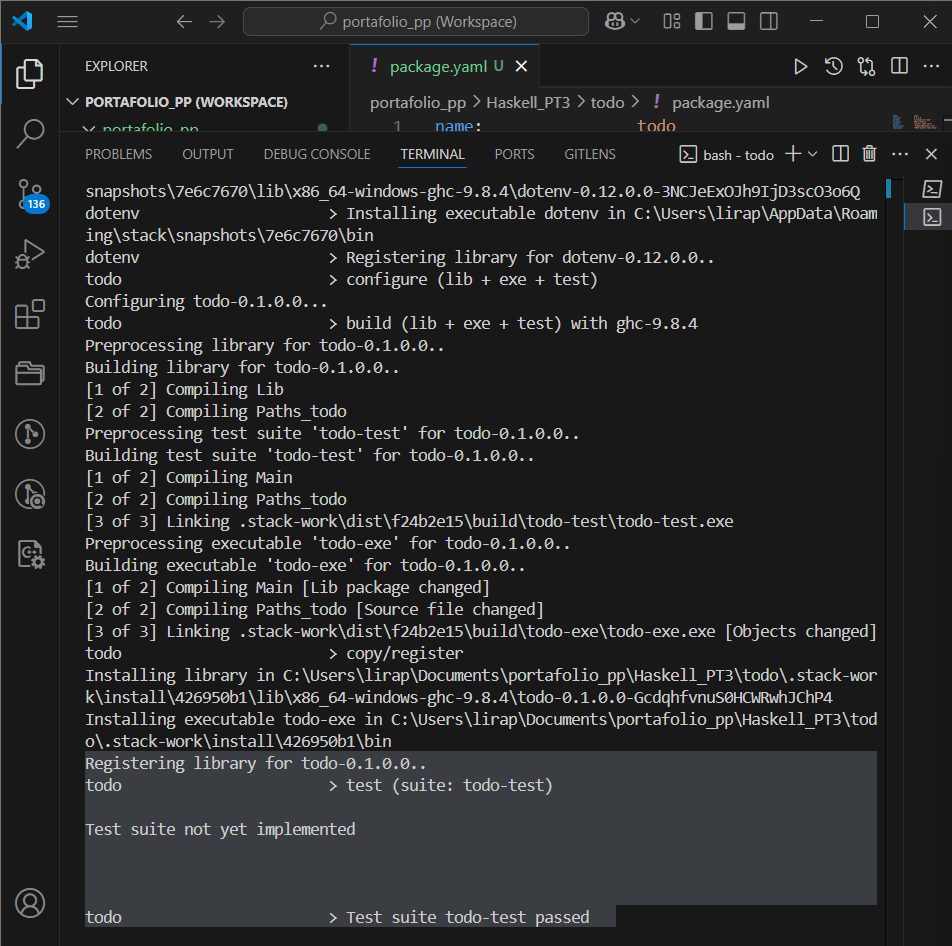 portafolio_pp (Workspace)
EXPLORER
! package.yaml U
PORTAFOLIO_PP (WORKSPACE)
portafolio_pp
portafolio_pp > Haskell_PT3 > todo > ! package.yaml
1 name: todo
PROBLEMS OUTPUT DEBUG CONSOLE TERMINAL PORTS GITLENS
bash - todo
136
snapshots\7e6c7670\lib\x86_64-windows-ghc-9.8.4\dotenv-0.12.0.0-3NCJeExOJh9IjD3scO3o6Q
dotenv > Installing executable dotenv in C:\Users\lirap\AppData\Roam
ing\stack\snapshots\7e6c7670\bin
dotenv > Registering library for dotenv-0.12.0.0..
todo > configure (lib + exe + test)
Configuring todo-0.1.0.0...
todo > build (lib + exe + test) with ghc-9.8.4
Preprocessing library for todo-0.1.0.0..
Building library for todo-0.1.0.0..
[1 of 2] Compiling Lib
[2 of 2] Compiling Paths_todo
Preprocessing test suite 'todo-test' for todo-0.1.0.0..
Building test suite 'todo-test' for todo-0.1.0.0..
[1 of 2] Compiling Main
[2 of 2] Compiling Paths_todo
[3 of 3] Linking .stack-work\dist\f24b2e15\build\todo-test\todo-test.exe
Preprocessing executable 'todo-exe' for todo-0.1.0.0..
Building executable 'todo-exe' for todo-0.1.0.0..
[1 of 2] Compiling Main [Lib package changed]
[2 of 2] Compiling Paths_todo [Source file changed]
[3 of 3] Linking .stack-work\dist\f24b2e15\build\todo-exe\todo-exe.exe [Objects changed]
todo > copy/register
Installing library in C:\Users\lirap\Documents\portafolio_pp\Haskell_PT3\todo\.stack-wor
k\install\426950b1\lib\x86_64-windows-ghc-9.8.4\todo-0.1.0.0-GcdqhfvnuS0HCWRwhJChP4
Installing executable todo-exe in C:\Users\lirap\Documents\portafolio_pp\Haskell_PT3\tod
o\.stack-work\install\426950b1\bin
Registering library for todo-0.1.0.0..
todo > test (suite: todo-test)
Test suite not yet implemented
todo > Test suite todo-test passed